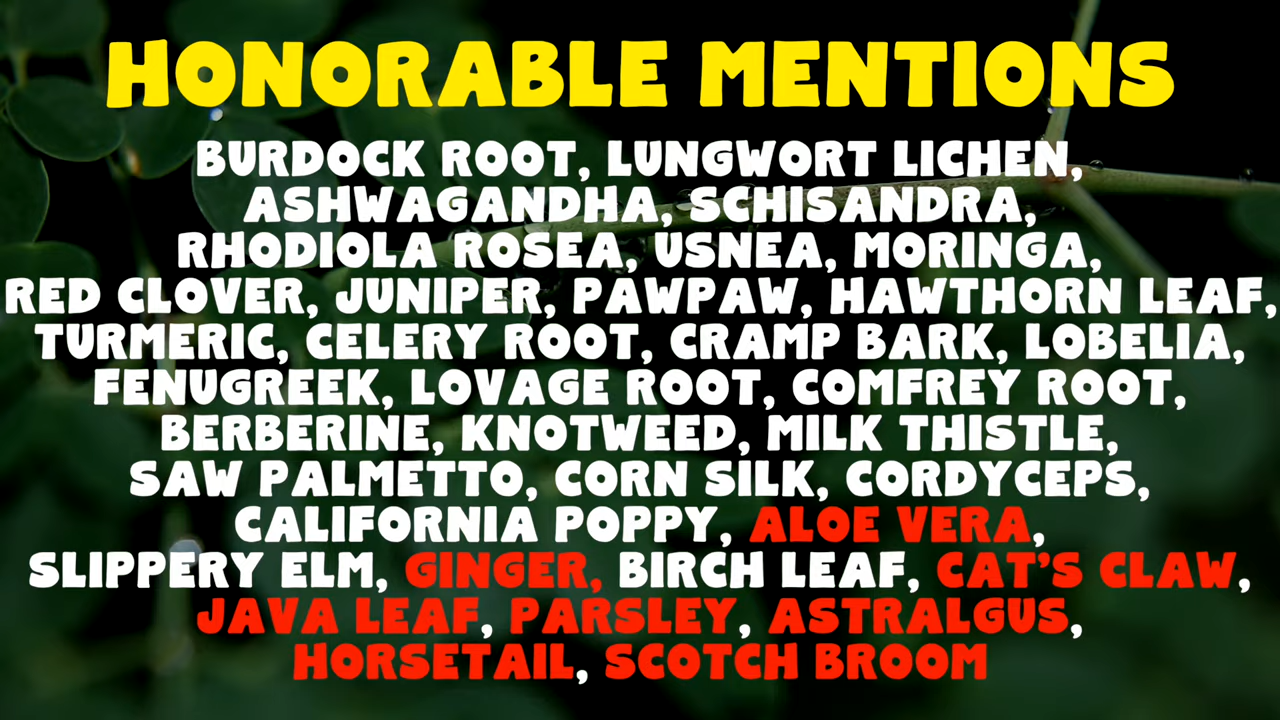 HONORABLE MENTIONS
BURDOCK ROOT, LUNGWORT LICHEN,
ASHWAGANDHA, SCHISANDRA,
RHODIOLA ROSEA, USNEA, MORINGA,
RED CLOVER, JUNIPER, PAWPAW, HAWTHORN LEAF,
TURMERIC, CELERY ROOT, CRAMP BARK, LOBELIA,
FENUGREEK, LOVAGE ROOT, COMFREY ROOT,
BERBERINE, KNOTWEED, MILK THISTLE,
SAW PALMETTO, CORN SILK, CORDYCEPS,
CALIFORNIA POPPY, ALOE VERA,
SLIPPERY ELM, GINGER, BIRCH LEAF, CAT'S CLAW,
JAVA LEAF, PARSLEY, ASTRALGUS,
HORSETAIL, SCOTCH BROOM